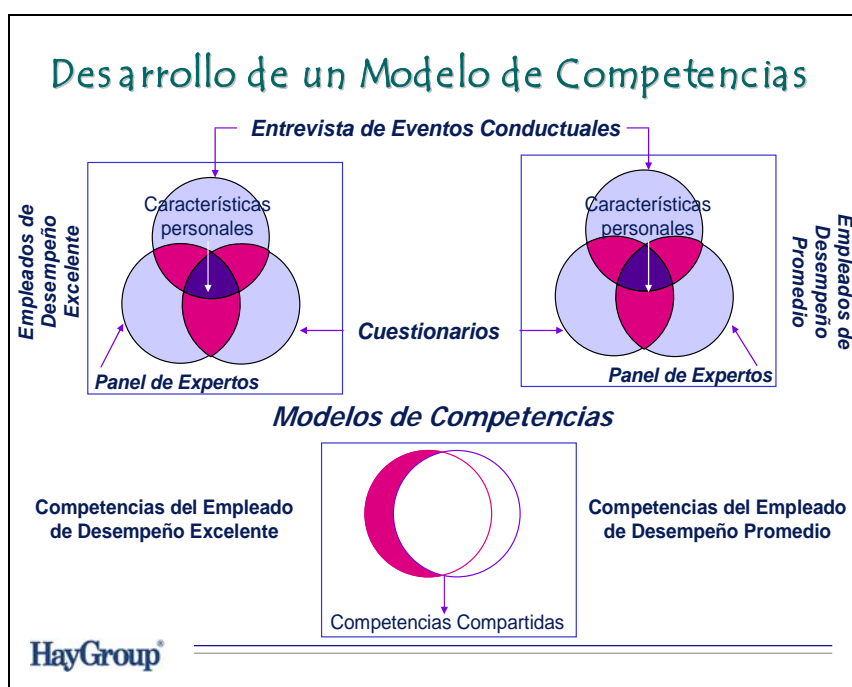 Desarrollo de un Modelo de Competencias
Entrevista de Eventos Conductuales
Características
personales
Empleados de
Desempeño
Excelente
Panel de Expertos
Cuestionarios
Características
personales
Empleados de
Desempeño
Promedio
Panel de Expertos
Modelos de Competencias
Competencias del Empleado
de Desempeño Excelente
Competencias del Empleado
de Desempeño Promedio
Competencias Compartidas
HayGroup®